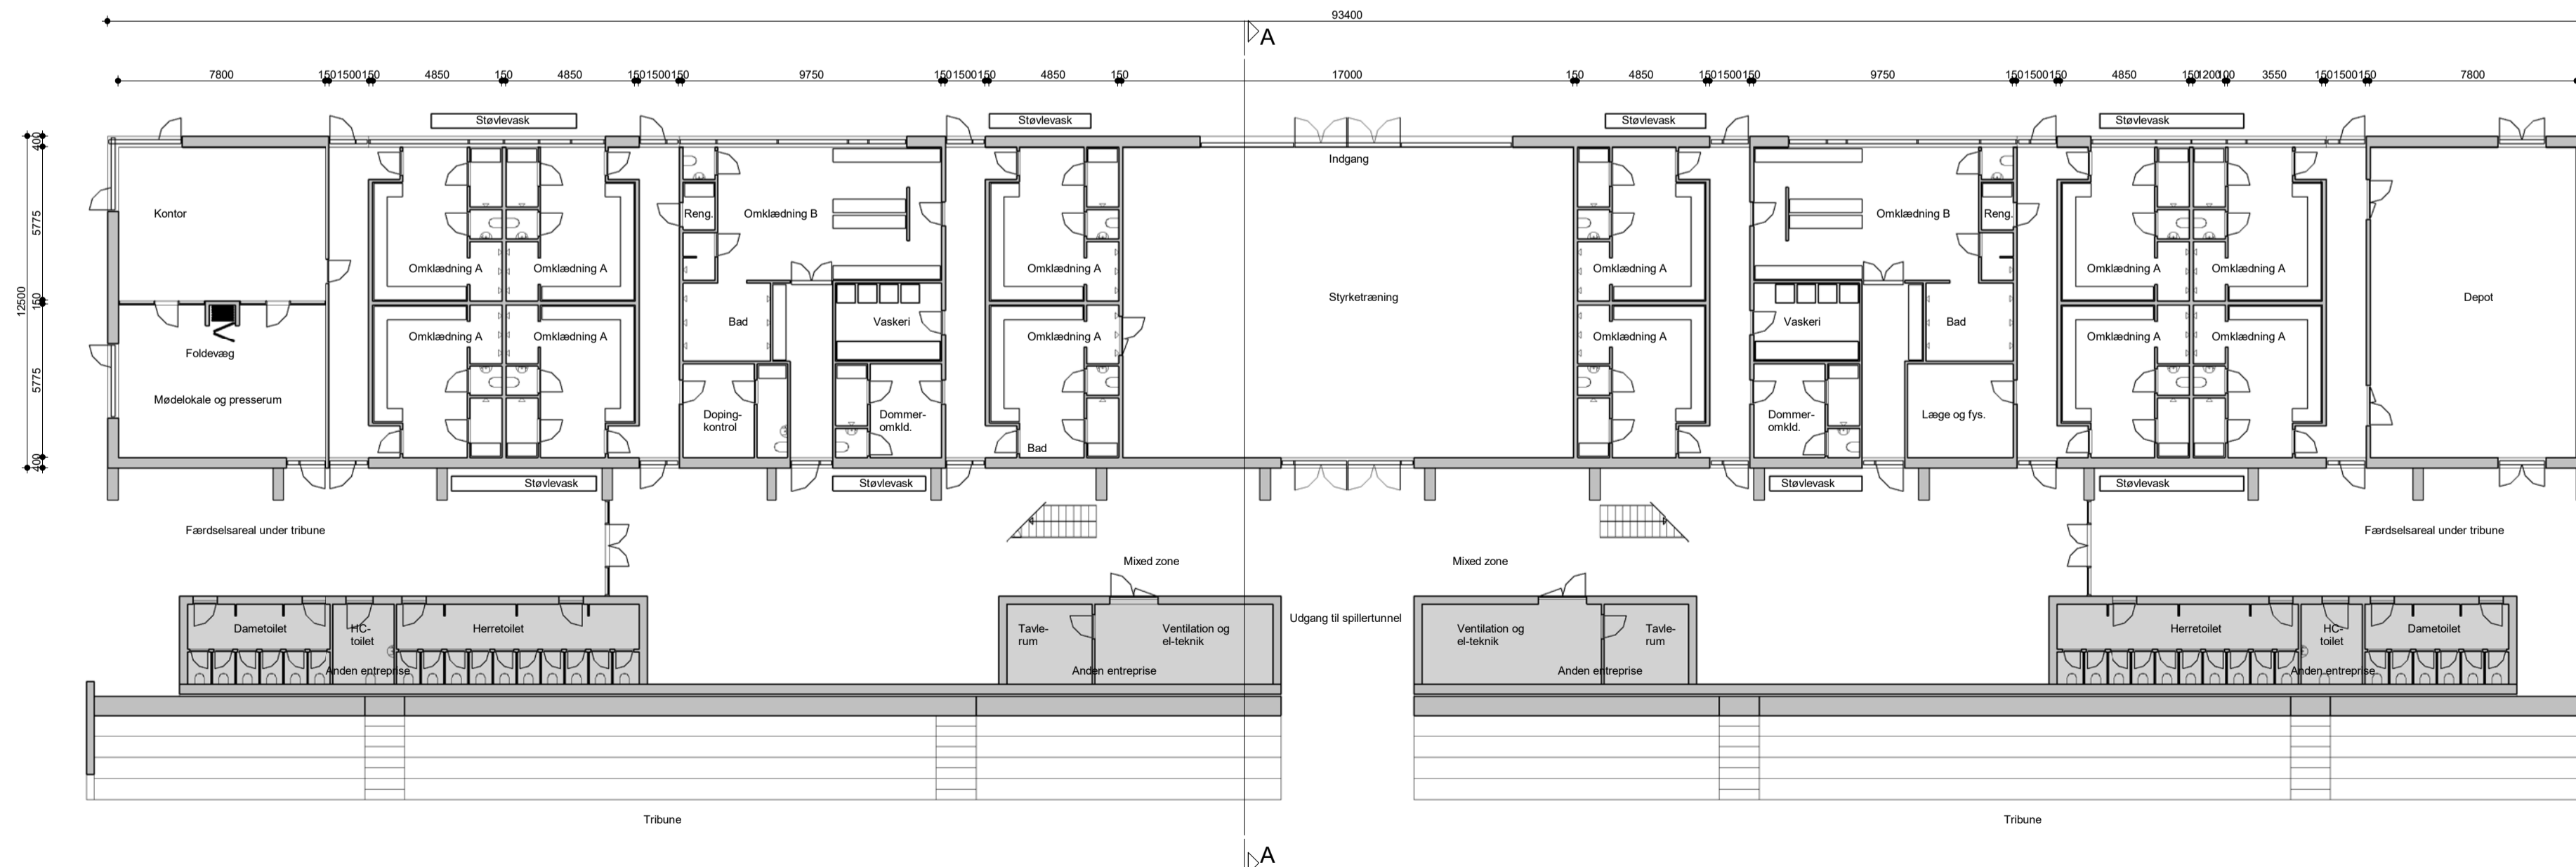 93400
A
7800 150 1500 150 4850 150 4850 150 1500 150 9750 150 1500 150 4850 150 17000 150 4850 150 1500 150 9750 150 1500 150 4850 150 1200 100 3550 150 1500 150 7800
Støvlevask Støvlevask Støvlevask Støvlevask
400
5775
150
12500
5775
400
Indgang
Kontor
Reng.
Omklædning B
Omklædning B
Reng.
Omklædning A
Omklædning A
Omklædning A
Omklædning A
Omklædning A
Omklædning A
Styrketræning
Depot
Bad
Vaskeri
Vaskeri
Bad
Omklædning A
Omklædning A
Omklædning A
Omklædning A
Omklædning A
Omklædning A
Foldevæg
Mødelokale og presserum
Doping-
kontrol
Dommer-
omkld.
Bad
Dommer-
omkld.
Læge og fys.
Støvlevask Støvlevask Støvlevask Støvlevask
Færdselsareal under tribune
Færdselsareal under tribune
Mixed zone
Mixed zone
Udgang til spillertunnel
Dametoilet
HC-
toilet
Herretoilet
Anden entreprise
Tavle-
rum
Ventilation og
el-teknik
Anden entreprise
Ventilation og
el-teknik
Tavle-
rum
Anden entreprise
Herretoilet
HC-
toilet
Dametoilet
Anden entreprise
Tribune
Tribune
A